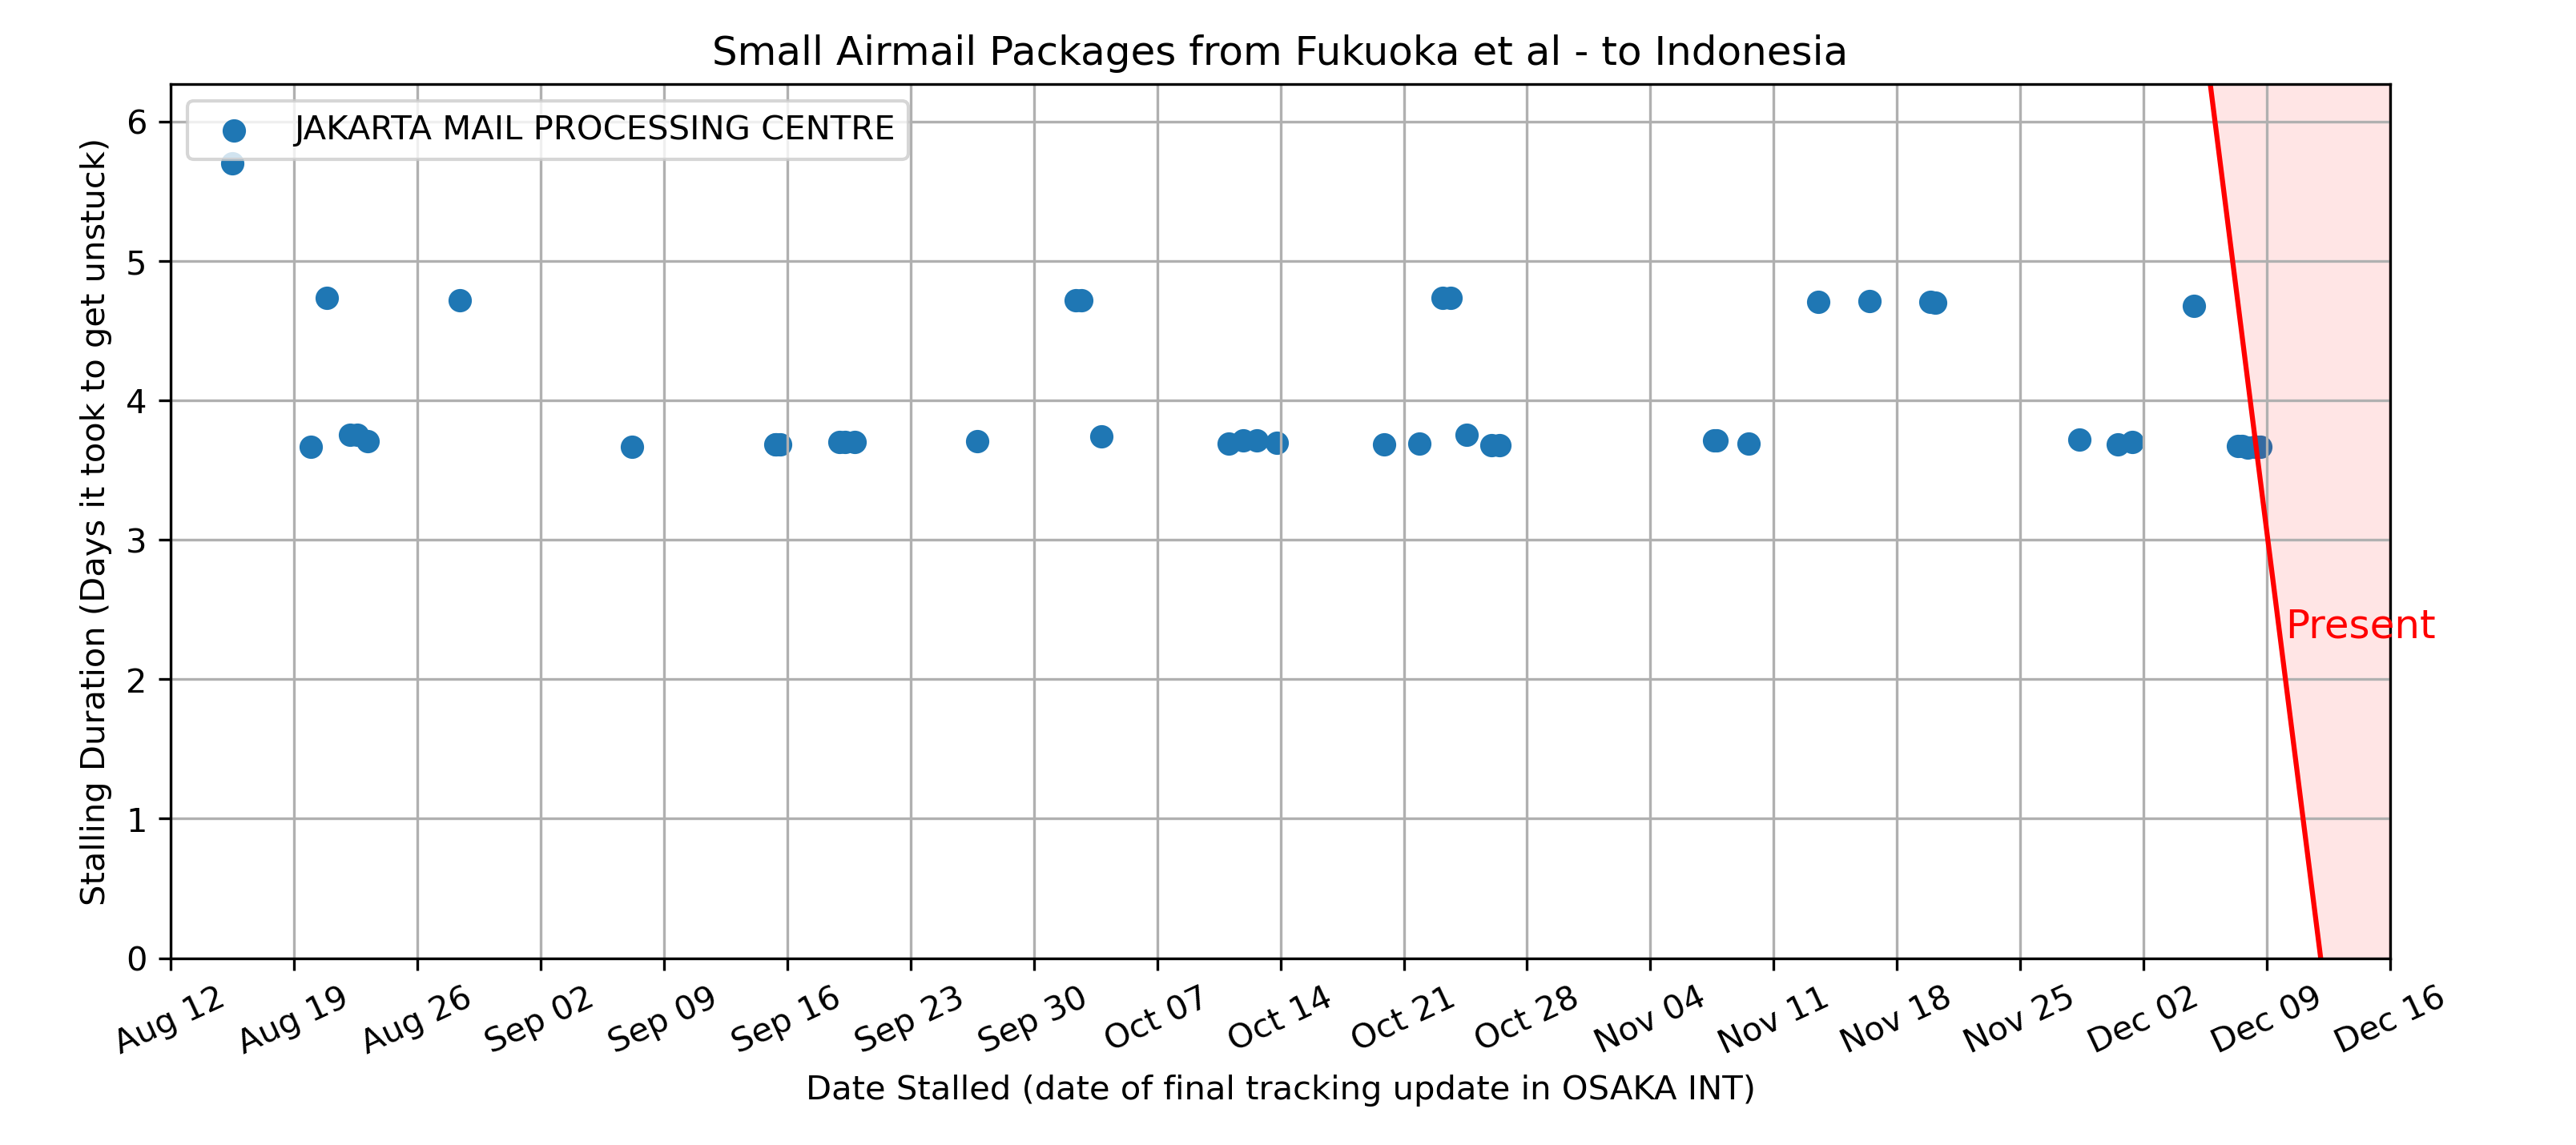 Small Airmail Packages from Fukuoka et al - to Indonesia
JAKARTA MAIL PROCESSING CENTRE
Stalling Duration (Days it took to get unstuck)
6
5
4
3
2
1
0
Present
Aug 12
Aug 19
Aug 26
Sep 02
Sep 09
Sep 16
Sep 23
Sep 30
Oct 07
Oct 14
Oct 21
Oct 28
Nov 04
Nov 11
Nov 18
Nov 25
Dec 02
Dec 09
Dec 16
Date Stalled (date of final tracking update in OSAKA INT)